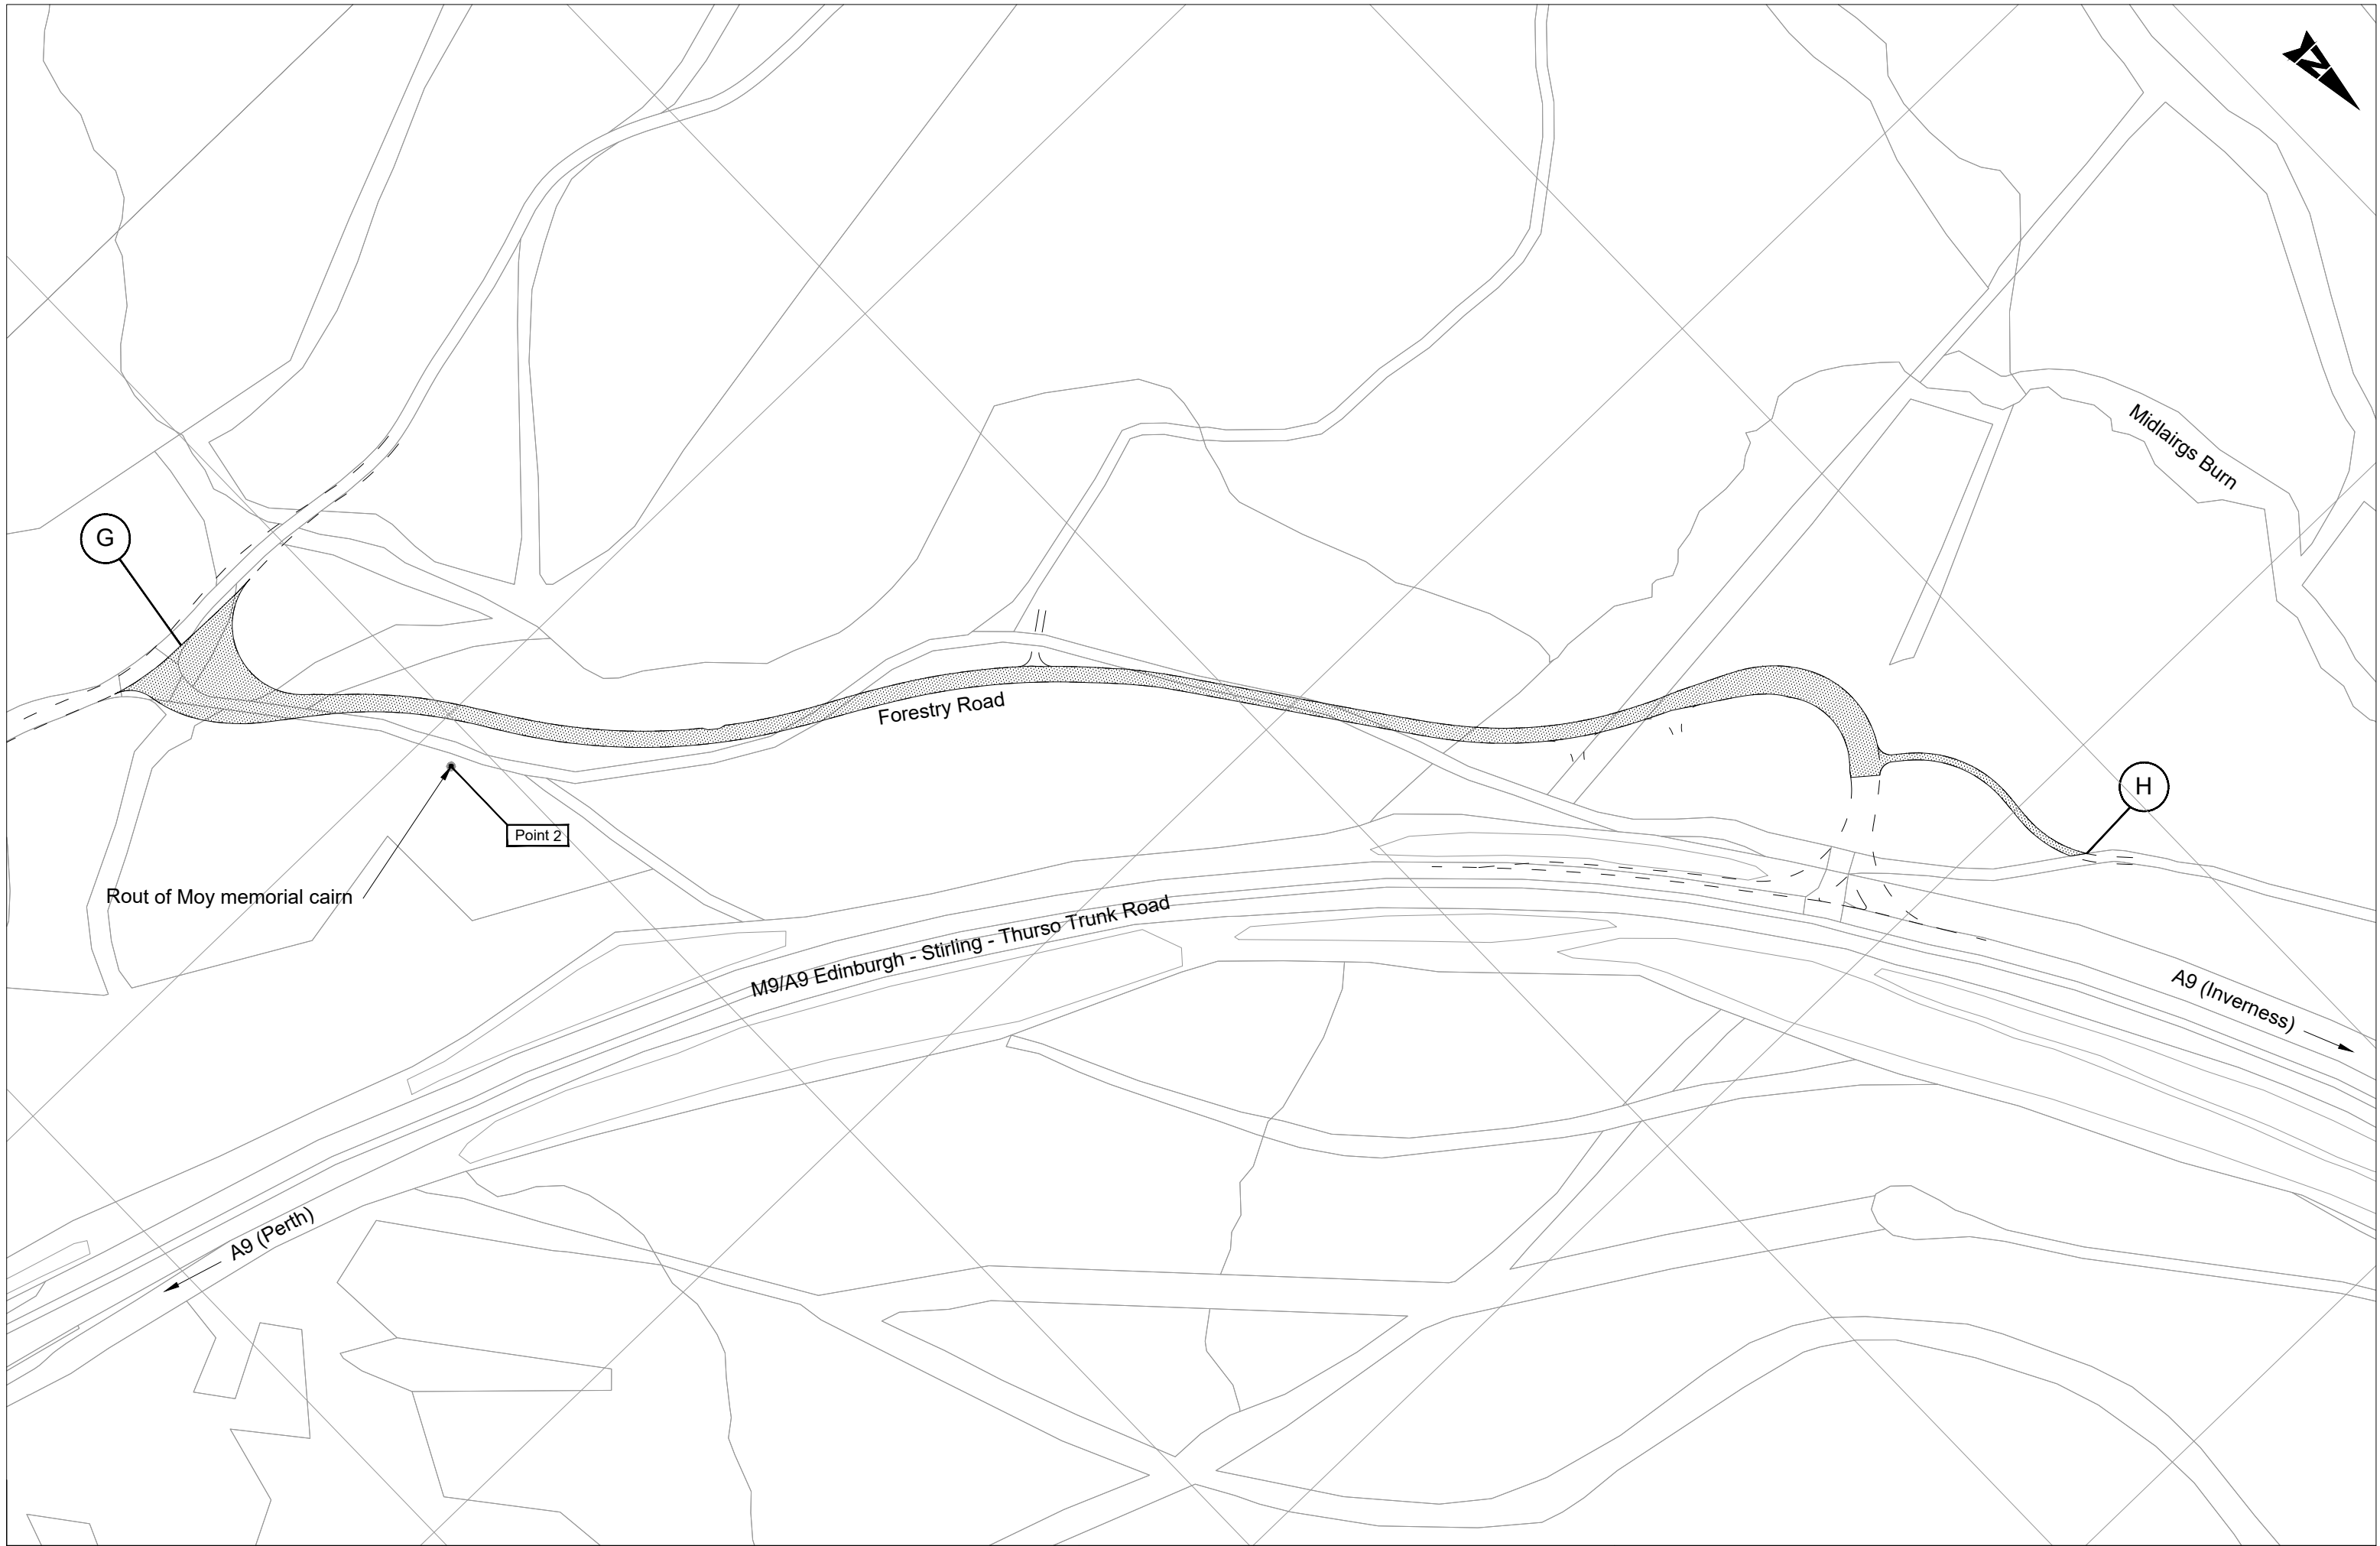 N
Midlairgs Burn
G
Forestry Road
H
Point 2
Rout of Moy memorial cairn
M9/A9 Edinburgh - Stirling - Thurso Trunk Road
A9 (Inverness)
A9 (Perth)